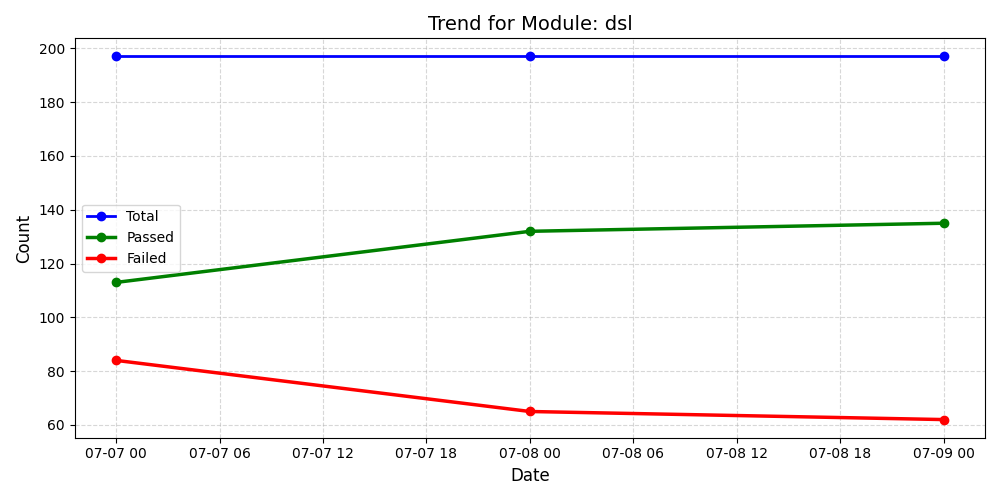 Trend for Module: dsl
200
180
160
140
120
100
80
60
Count
Total
Passed
Failed
07-07 00 07-07 06 07-07 12 07-07 18 07-08 00 07-08 06 07-08 12 07-08 18 07-09 00
Date